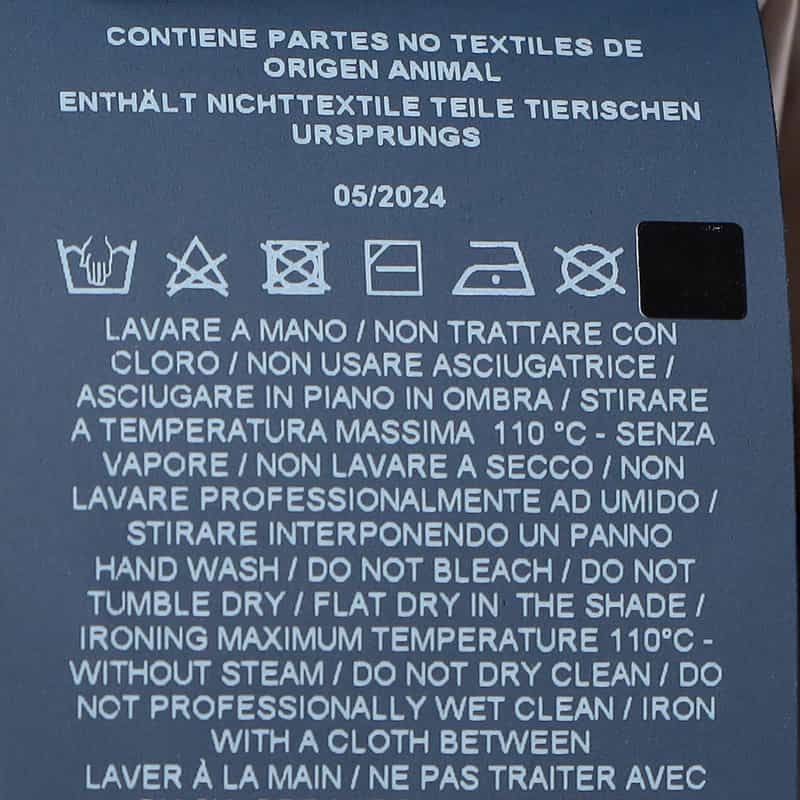 CONTIENE PARTES NO TEXTILES DE
ORIGEN ANIMAL
ENTHÄLT NICHTTEXTILE TEILE TIERISCHEN
URSPRUNGS
05/2024
LAVARE A MANO / NON TRATTARE CON
CLORO / NON USARE ASCIUGATRICE /
ASCIUGARE IN PIANO IN OMBRA / STIRARE
A TEMPERATURA MASSIMA 110 °C - SENZA
VAPORE / NON LAVARE A SECCO / NON
LAVARE PROFESSIONALMENTE AD UMIDO /
STIRARE INTERPONENDO UN PANNO
HAND WASH / DO NOT BLEACH / DO NOT
TUMBLE DRY / FLAT DRY IN THE SHADE /
IRONING MAXIMUM TEMPERATURE 110°C -
WITHOUT STEAM / DO NOT DRY CLEAN / DO
NOT PROFESSIONALLY WET CLEAN / IRON
WITH A CLOTH BETWEEN
LAVER À LA MAIN / NE PAS TRAITER AVEC